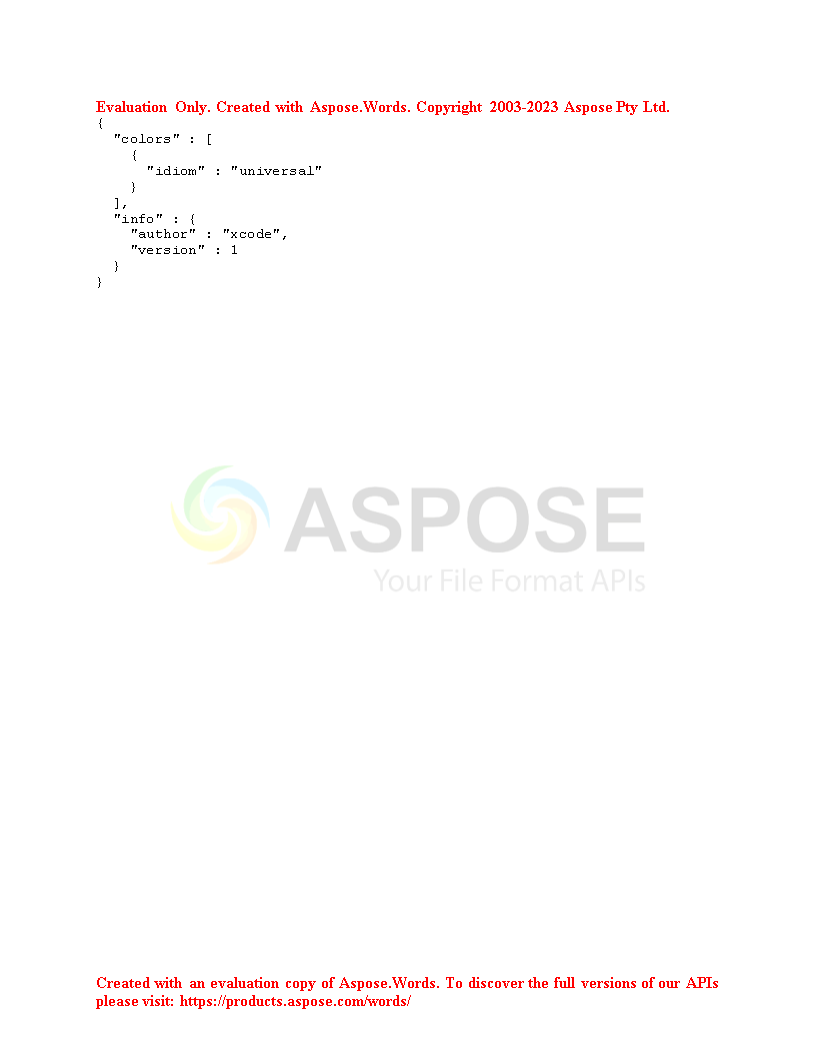 Evaluation Only. Created with Aspose.Words. Copyright 2003-2023 Aspose Pty Ltd.
{
  "colors" : [
    {
      "idiom" : "universal"
    }
  ],
  "info" : {
    "author" : "xcode",
    "version" : 1
  }
}
ASPOSE
Your File Format APIs
Created with an evaluation copy of Aspose.Words. To discover the full versions of our APIs
please visit: https://products.aspose.com/words/